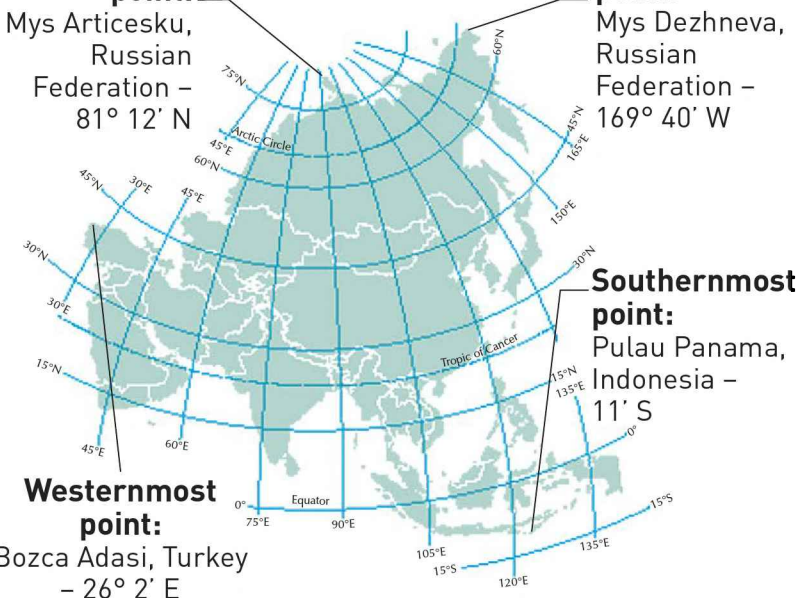 Mys Articesku,
Russian
Federation –
81° 12’ N
Mys Dezhneva,
Russian
Federation –
169° 40’ W
75°N
Arctic Circle
45°E
60°N
45°N
30°E
45°E
30°N
30°E
15°N
45°E
60°E
0°
Equator
75°E
90°E
105°E
15°S
120°E
135°E
15°S
0°
135°E
15°N
Tropic of Cancer
30°N
150°E
165°E
45°N
60°N
Southernmost
point:
Pulau Panama,
Indonesia –
11’ S
Westernmost
point:
Bozca Adasi, Turkey
– 26° 2’ E